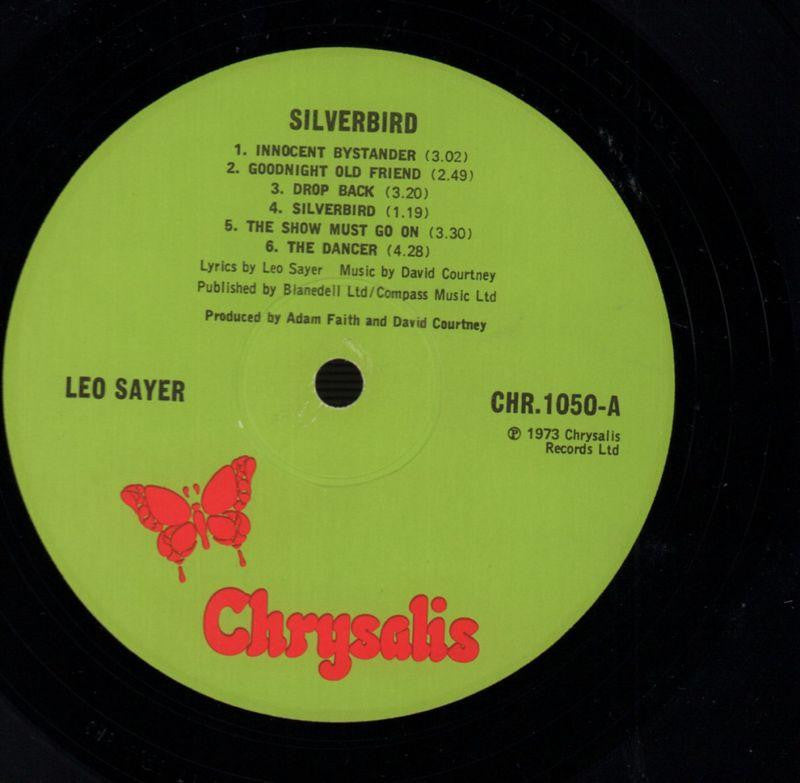 SILVERBIRD
1. INNOCENT BYSTANDER (3.02)
2. GOODNIGHT OLD FRIEND (2.49)
3. DROP BACK (3.20)
4. SILVERBIRD (1.19)
5. THE SHOW MUST GO ON (3.30)
6. THE DANCER (4.28)
Lyrics by Leo Sayer Music by David Courtney
Published by Blanedell Ltd/Compass Music Ltd
Produced by Adam Faith and David Courtney
LEO SAYER
CHR.1050-A
℗ 1973 Chrysalis
Records Ltd
Chrysalis